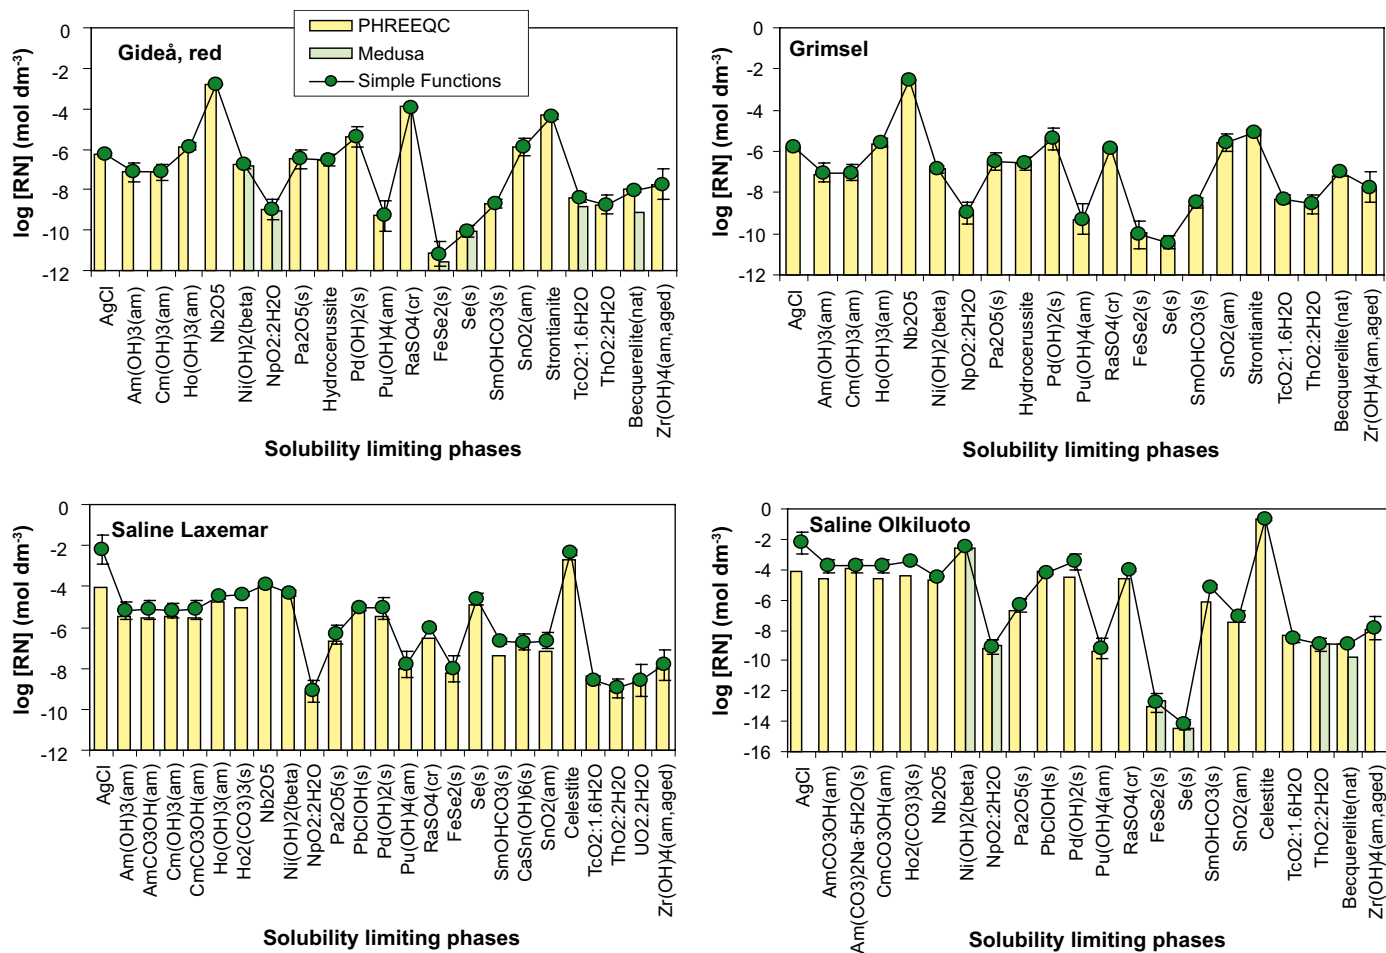 Gideå, red
PHREEQC
Medusa
Simple Functions
log [RN] (mol dm-3)
0
-2
-4
-6
-8
-10
-12
AgCl
Am(OH)3(am)
Cm(OH)3(am)
Ho(OH)3(am)
Nb2O5
Ni(OH)2(beta)
NpO2:2H2O
Pa2O5(s)
Hydrocerussite
Pd(OH)2(s)
Pu(OH)4(am)
RaSO4(cr)
FeSe2(s)
Se(s)
SmOHCO3(s)
SnO2(am)
Strontianite
TcO2:1.6H2O
ThO2:2H2O
Becquerelite(nat)
Zr(OH)4(am,aged)
Solubility limiting phases
Grimsel
log [RN] (mol dm-3)
0
-2
-4
-6
-8
-10
-12
AgCl
Am(OH)3(am)
Cm(OH)3(am)
Ho(OH)3(am)
Nb2O5
Ni(OH)2(beta)
NpO2:2H2O
Pa2O5(s)
Hydrocerussite
Pd(OH)2(s)
Pu(OH)4(am)
RaSO4(cr)
FeSe2(s)
Se(s)
SmOHCO3(s)
SnO2(am)
Strontianite
TcO2:1.6H2O
ThO2:2H2O
Becquerelite(nat)
Zr(OH)4(am,aged)
Solubility limiting phases
Saline Laxemar
log [RN] (mol dm-3)
0
-2
-4
-6
-8
-10
-12
AgCl
Am(OH)3(am)
AmCO3OH(am)
Cm(OH)3(am)
CmCO3OH(am)
Ho(OH)3(am)
Ho2(CO3)3(s)
Nb2O5
Ni(OH)2(beta)
NpO2:2H2O
Pa2O5(s)
PbClOH(s)
Pd(OH)2(s)
Pu(OH)4(am)
RaSO4(cr)
FeSe2(s)
Se(s)
SmOHCO3(s)
CaSn(OH)6(s)
SnO2(am)
Celestite
TcO2:1.6H2O
ThO2:2H2O
UO2.2H2O
Zr(OH)4(am,aged)
Solubility limiting phases
Saline Olkiluoto
log [RN] (mol dm-3)
0
-2
-4
-6
-8
-10
-12
-14
-16
AgCl
AmCO3OH(am)
Am(CO3)2Na·5H2O(s)
CmCO3OH(am)
Ho2(CO3)3(s)
Nb2O5
Ni(OH)2(beta)
NpO2:2H2O
Pa2O5(s)
PbClOH(s)
Pd(OH)2(s)
Pu(OH)4(am)
RaSO4(cr)
FeSe2(s)
Se(s)
SmOHCO3(s)
SnO2(am)
Celestite
TcO2:1.6H2O
ThO2:2H2O
Becquerelite(nat)
Zr(OH)4(am,aged)
Solubility limiting phases